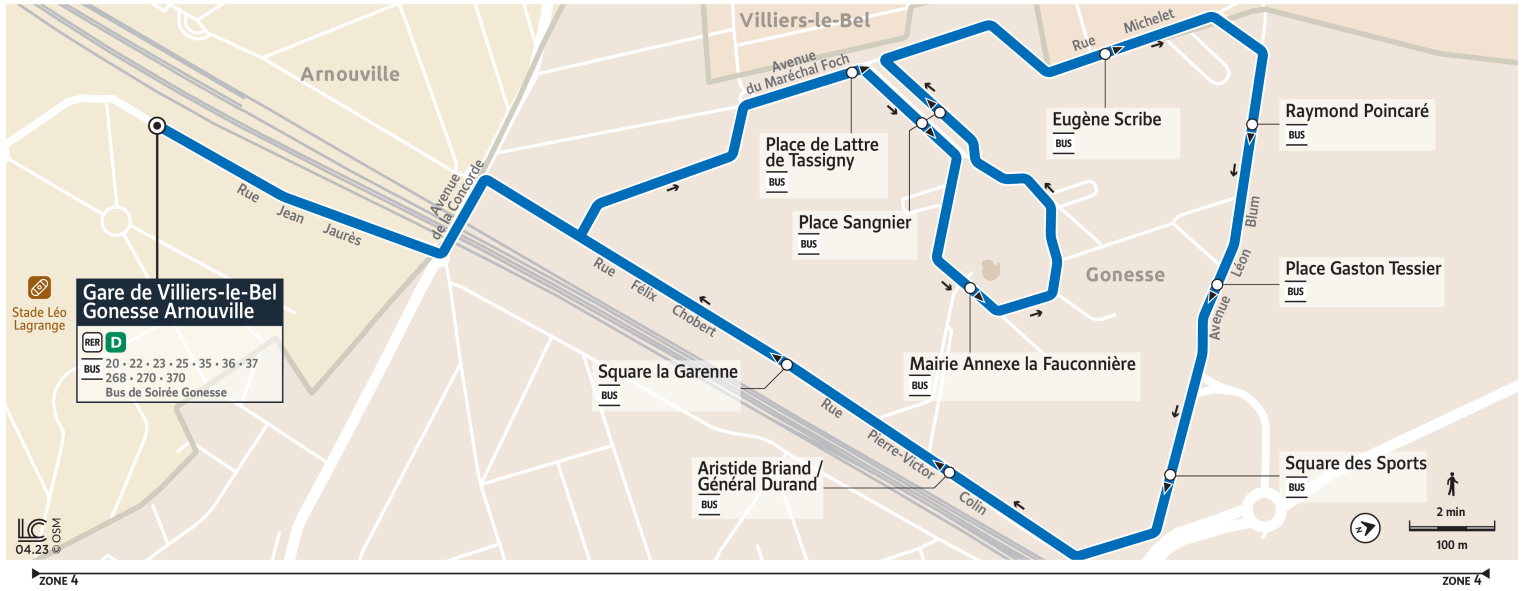 Villiers-le-Bel
Arnouville
Avenue
du Maréchal Foch
Rue Michelet
Eugène Scribe
BUS
Raymond Poincaré
BUS
Place de Lattre
de Tassigny
BUS
Place Sangnier
BUS
Avenue
de la Concorde
Rue Jean Jaurès
Avenue Léon Blum
Gonesse
Place Gaston Tessier
BUS
Stade Léo
Lagrange
Gare de Villiers-le-Bel
Gonesse Arnouville
RER D
BUS 20 • 22 • 23 • 25 • 35 • 36 • 37
268 • 270 • 370
Bus de Soirée Gonesse
Rue Félix Chobert
Square la Garenne
BUS
Mairie Annexe la Fauconnière
BUS
Rue Pierre-Victor Colin
Aristide Briand /
Général Durand
BUS
Square des Sports
BUS
N
2 min
100 m
LC
04.23 © OSM
ZONE 4
ZONE 4